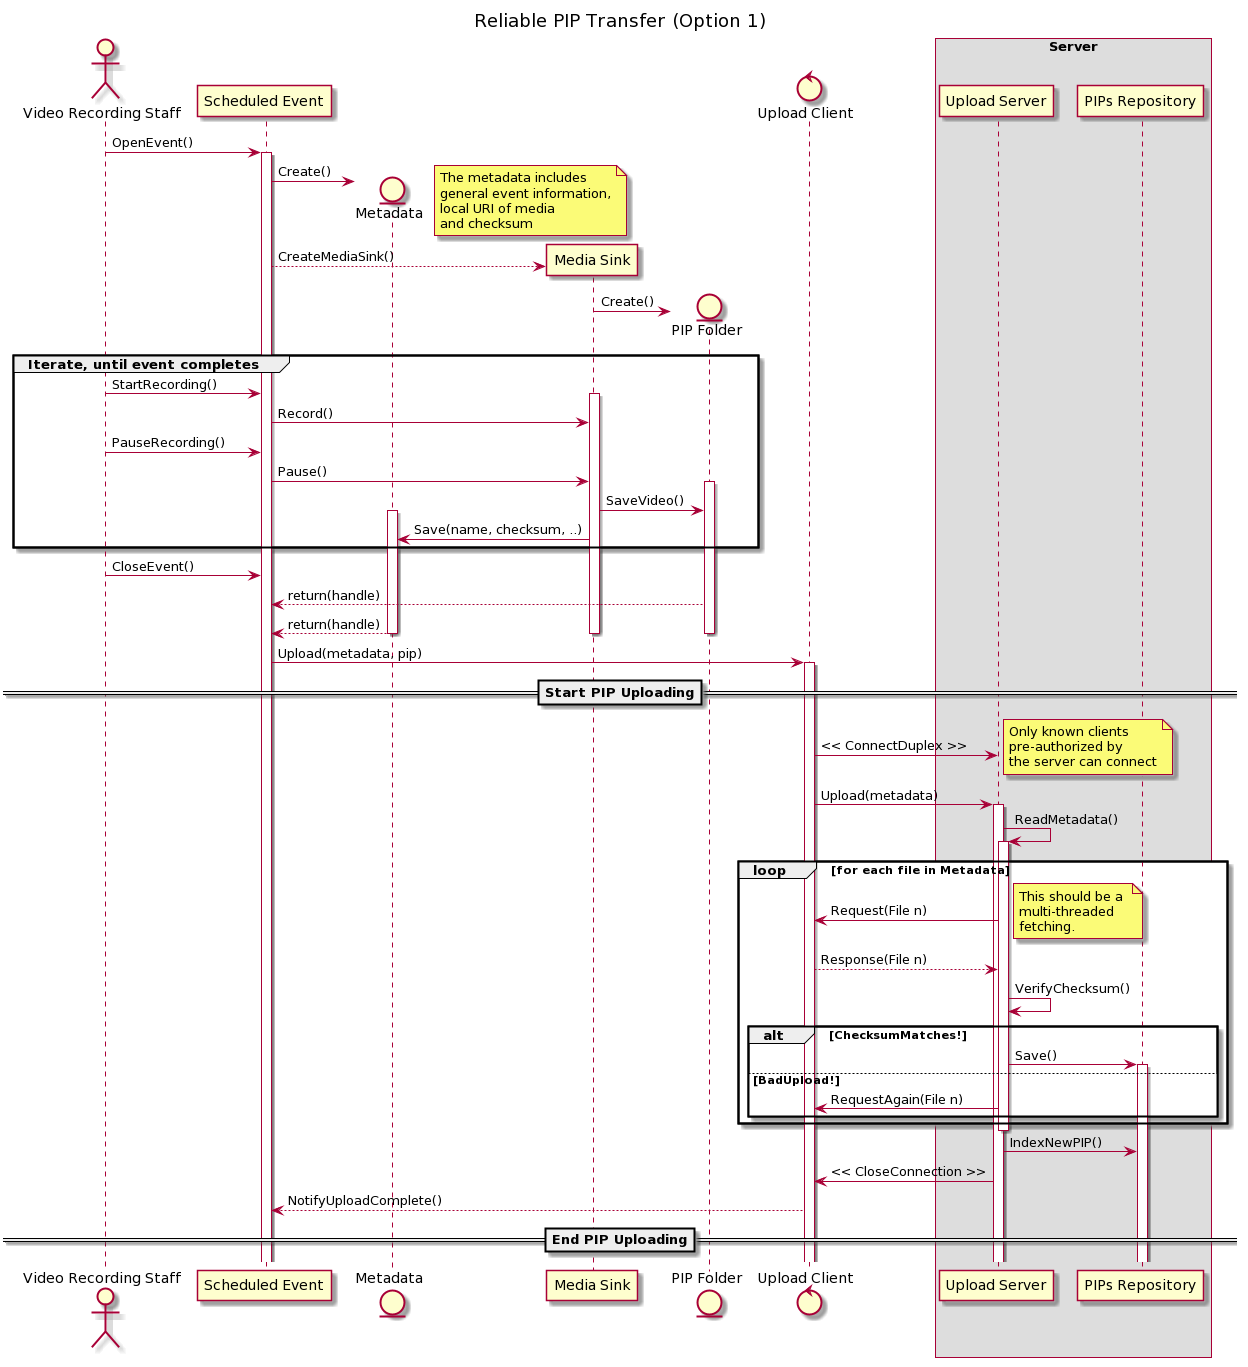 Reliable PIP Transfer (Option 1)
Server
Video Recording Staff
Scheduled Event
Upload Client
Upload Server
PIPs Repository
OpenEvent()
Create()
Metadata
The metadata includes
general event information,
local URI of media
and checksum
CreateMediaSink()
Media Sink
Create()
PIP Folder
Iterate, until event completes
StartRecording()
Record()
PauseRecording()
Pause()
SaveVideo()
Save(name, checksum, ..)
CloseEvent()
return(handle)
return(handle)
Upload(metadata, pip)
Start PIP Uploading
<< ConnectDuplex >>
Only known clients
pre-authorized by
the server can connect
Upload(metadata)
ReadMetadata()
loop
[for each file in Metadata]
Request(File n)
This should be a
multi-threaded
fetching.
Response(File n)
VerifyChecksum()
alt
[ChecksumMatches!]
Save()
[BadUpload!]
RequestAgain(File n)
IndexNewPIP()
<< CloseConnection >>
NotifyUploadComplete()
End PIP Uploading
Video Recording Staff
Scheduled Event
Metadata
Media Sink
PIP Folder
Upload Client
Upload Server
PIPs Repository